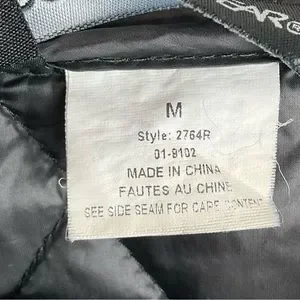 M
Style: 2764R
01-9102
MADE IN CHINA
FAUTES AU CHINE
SEE SIDE SEAM FOR CARE CONTENT